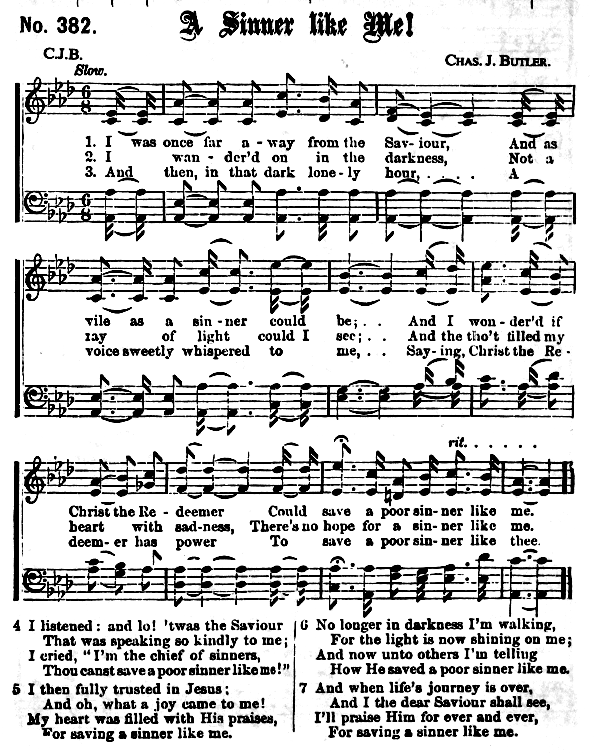 No. 382.
A Sinner like Me!
C.J.B.
CHAS. J. BUTLER.
Slow.
1. I was once far a-way from the Sav-iour, And as
2. I wan-der'd on in the darkness, Not a
3. And then, in that dark lone-ly hour, . . . . A
vile as a sin-ner could be; . . And I won-der'd if
ray of light could I see; . . And the tho't filled my
voice sweetly whispered to me, . . Say-ing, Christ the Re-
rit. . . . . . .
Christ the Re-deemer Could save a poor sin-ner like me.
heart with sad-ness, There's no hope for a sin-ner like me.
deem-er has power To save a poor sin-ner like thee.
4 I listened: and lo! 'twas the Saviour
That was speaking so kindly to me;
I cried, "I'm the chief of sinners,
Thou canst save a poor sinner like me!"
5 I then fully trusted in Jesus;
And oh, what a joy came to me!
My heart was filled with His praises,
For saving a sinner like me.
6 No longer in darkness I'm walking,
For the light is now shining on me;
And now unto others I'm telling
How He saved a poor sinner like me.
7 And when life's journey is over,
And I the dear Saviour shall see,
I'll praise Him for ever and ever,
For saving a sinner like me.